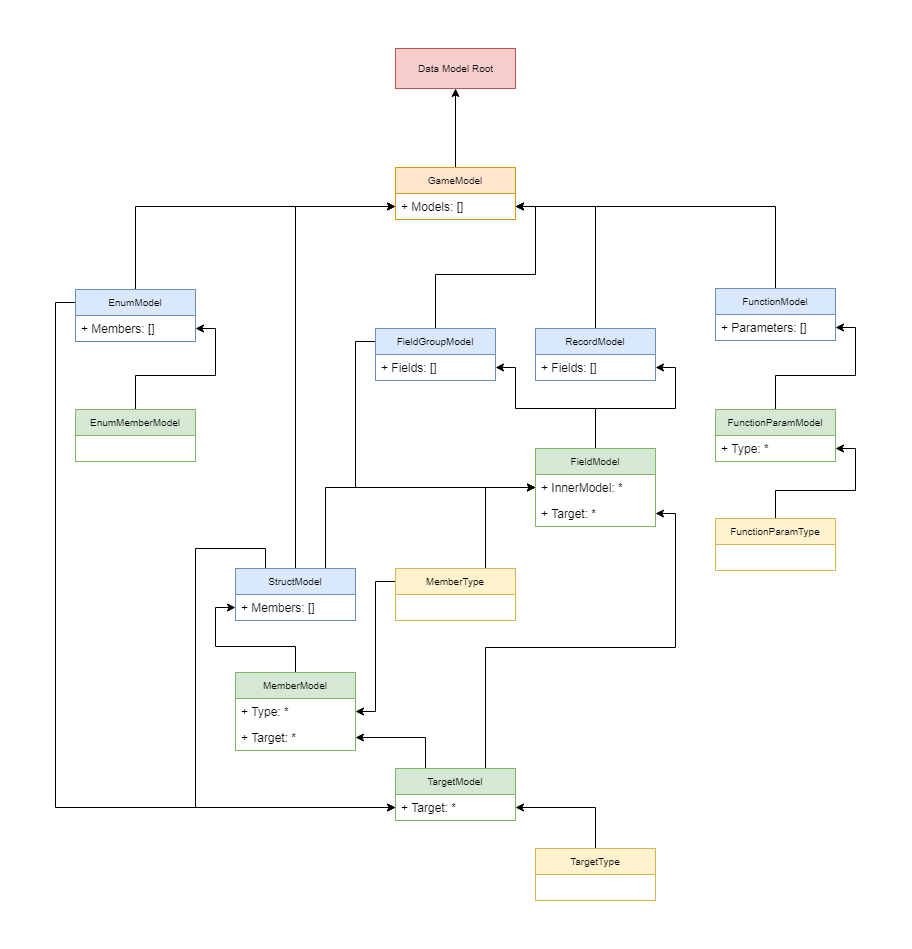 Data Model Root
GameModel
+ Models: []
EnumModel
+ Members: []
FunctionModel
+ Parameters: []
FieldGroupModel
+ Fields: []
RecordModel
+ Fields: []
EnumMemberModel
FunctionParamModel
+ Type: *
FieldModel
+ InnerModel: *
+ Target: *
FunctionParamType
StructModel
+ Members: []
MemberType
MemberModel
+ Type: *
+ Target: *
TargetModel
+ Target: *
TargetType